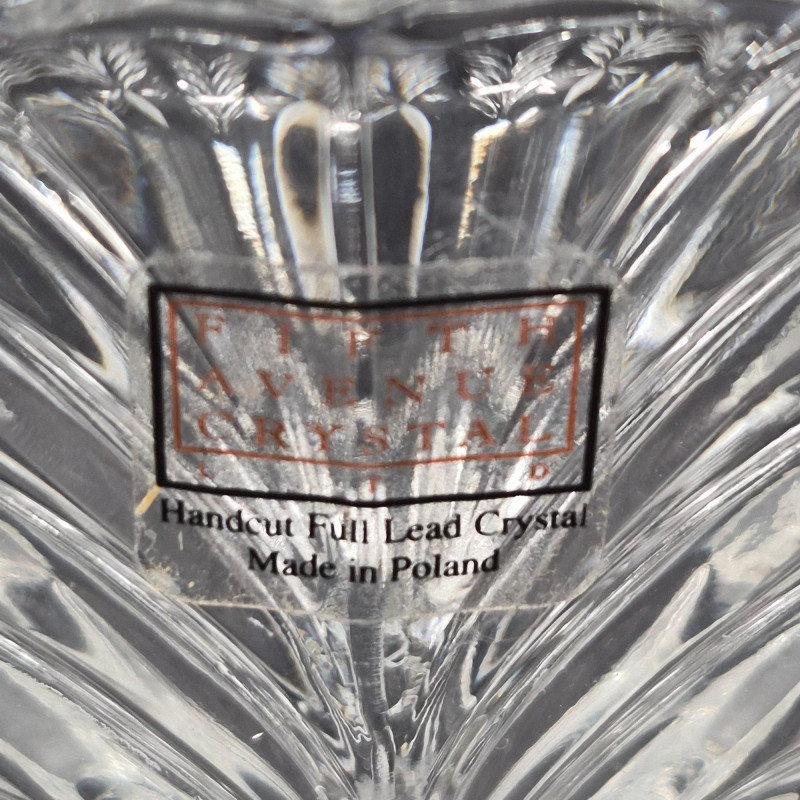 FIFTH
AVENUE
CRYSTAL
LTD
Handcut Full Lead Crystal
Made in Poland